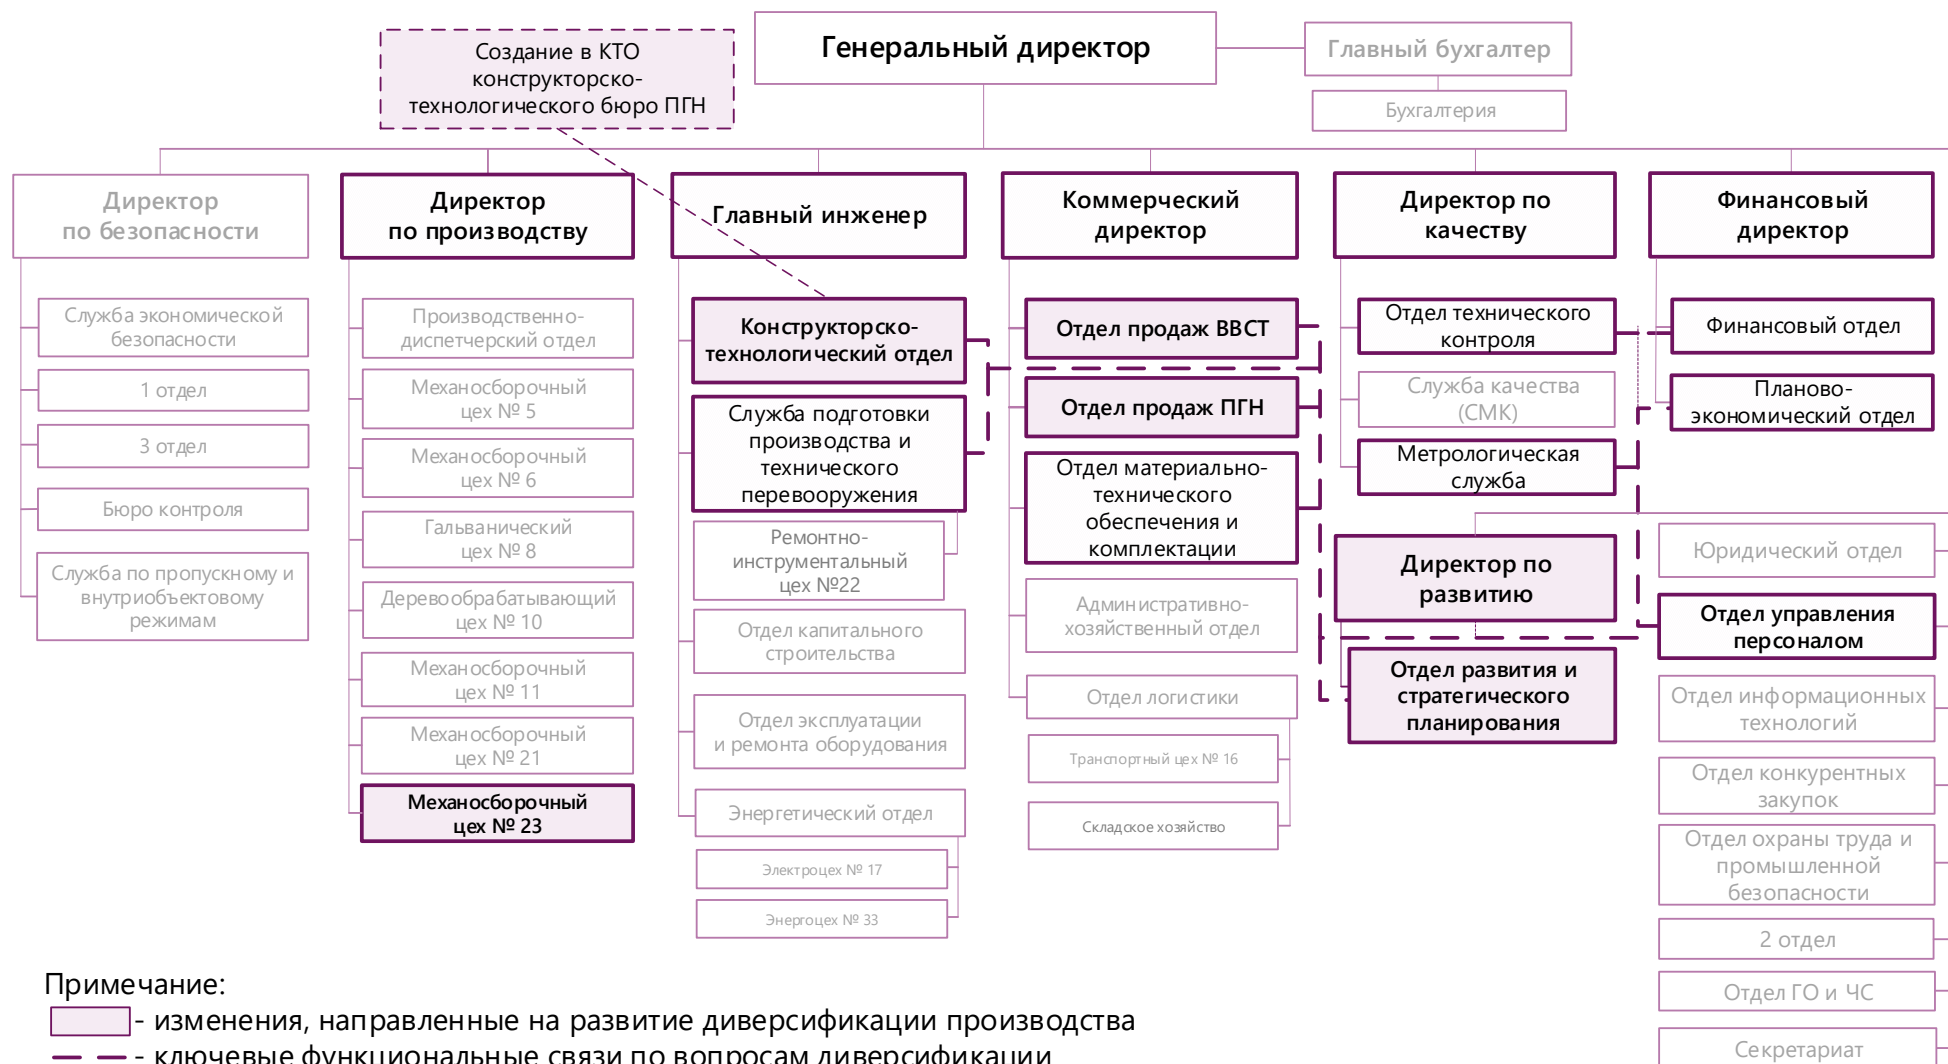 Создание в КТО
конструкторско-
технологического бюро ПГН
Генеральный директор
Главный бухгалтер
Бухгалтерия
Директор
по безопасности
Служба экономической
безопасности
1 отдел
3 отдел
Бюро контроля
Служба по пропускному и
внутриобъектовому
режимам
Директор
по производству
Производственно-
диспетчерский отдел
Механосборочный
цех № 5
Механосборочный
цех № 6
Гальванический
цех № 8
Деревообрабатывающий
цех № 10
Механосборочный
цех № 11
Механосборочный
цех № 21
Механосборочный
цех № 23
Главный инженер
Конструкторско-
технологический отдел
Служба подготовки
производства и
технического
перевооружения
Ремонтно-
инструментальный
цех №22
Отдел капитального
строительства
Отдел эксплуатации
и ремонта оборудования
Энергетический отдел
Электроцех № 17
Энергоцех № 33
Коммерческий
директор
Отдел продаж ВВСТ
Отдел продаж ПГН
Отдел материально-
технического
обеспечения и
комплектации
Административно-
хозяйственный отдел
Отдел логистики
Транспортный цех № 16
Складское хозяйство
Директор по
качеству
Отдел технического
контроля
Служба качества
(СМК)
Метрологическая
служба
Директор по
развитию
Отдел развития и
стратегического
планирования
Финансовый
директор
Финансовый отдел
Планово-
экономический отдел
Юридический отдел
Отдел управления
персоналом
Отдел информационных
технологий
Отдел конкурентных
закупок
Отдел охраны труда и
промышленной
безопасности
2 отдел
Отдел ГО и ЧС
Секретариат
Примечание:
- изменения, направленные на развитие диверсификации производства
- ключевые функциональные связи по вопросам диверсификации